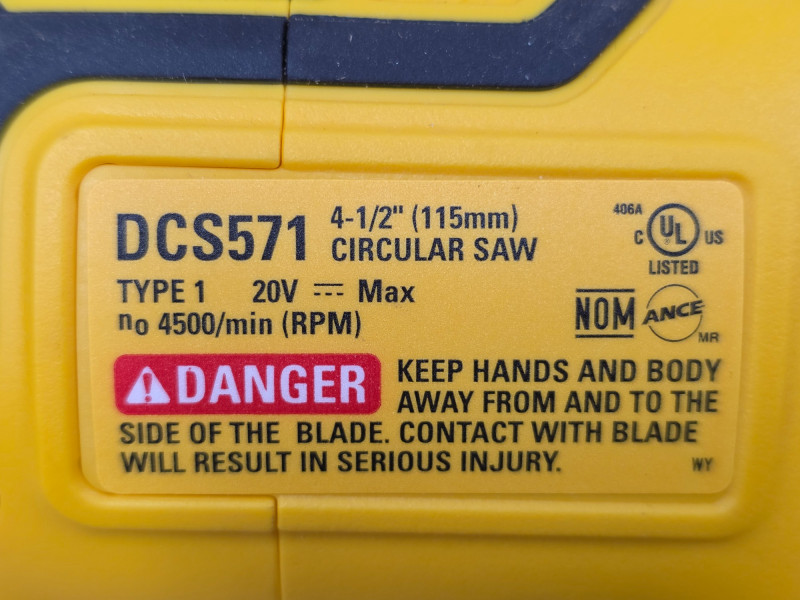 DCS571 4-1/2" (115mm)
CIRCULAR SAW
406A
C UL US
LISTED
TYPE 1 20V ⎓ Max
no 4500/min (RPM)
NOM ANCE
MR
⚠DANGER KEEP HANDS AND BODY
AWAY FROM AND TO THE
SIDE OF THE BLADE. CONTACT WITH BLADE
WILL RESULT IN SERIOUS INJURY.
WY